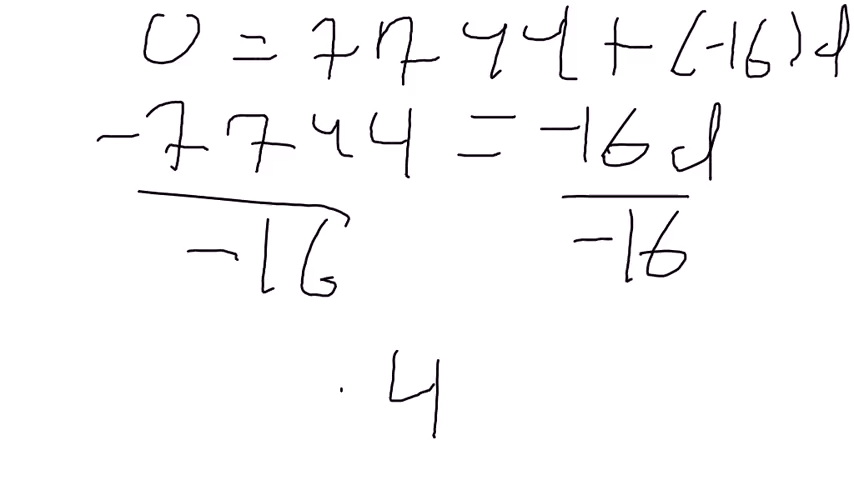 0 = 7744 + (-16)d
-7744 = -16d
-16 -16
. 4